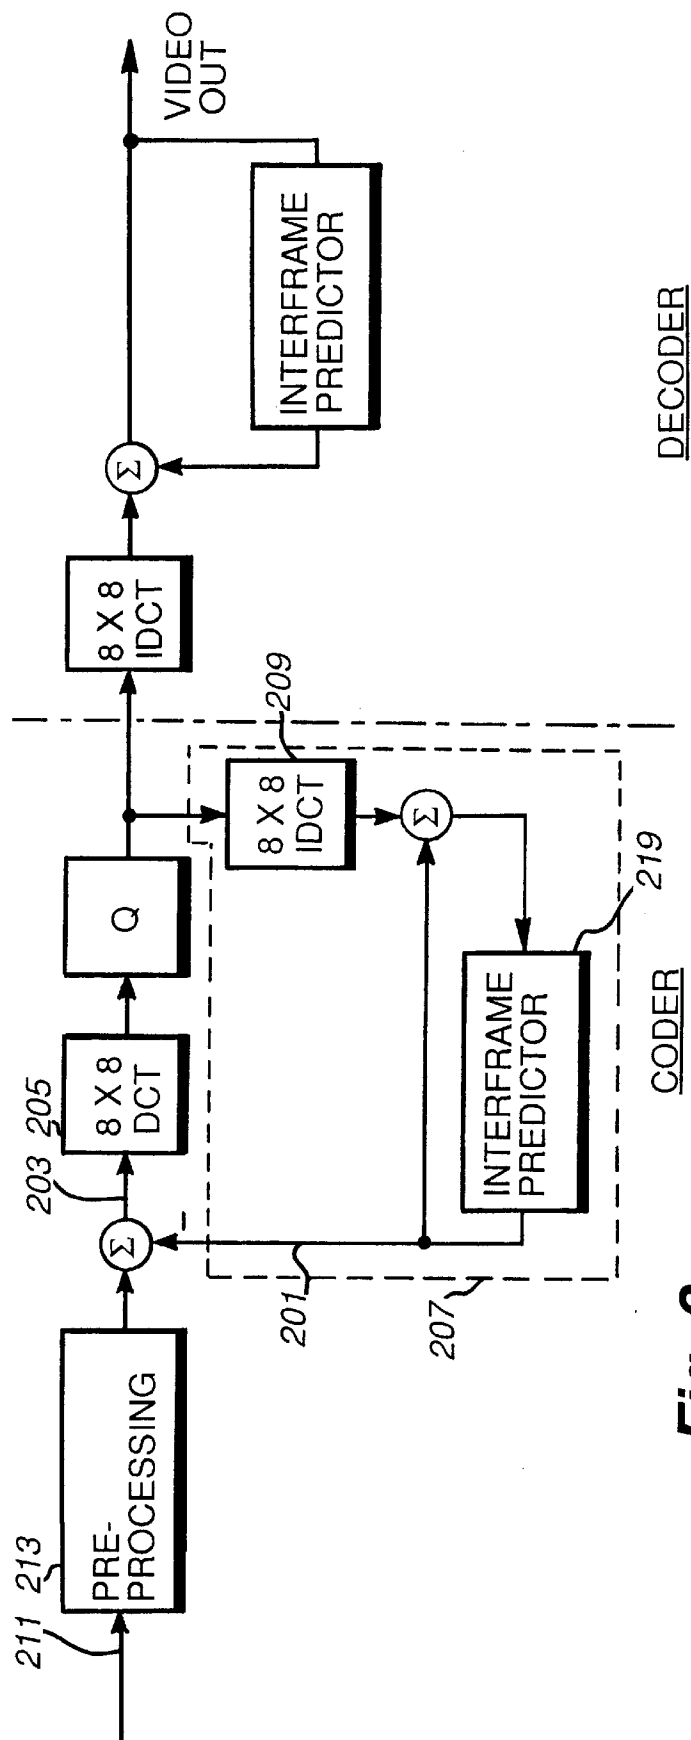 211
213
PRE-
PROCESSING
Σ
203
205
8 X 8
DCT
Q
8 X 8
IDCT
Σ
VIDEO
OUT
INTERFRAME
PREDICTOR
209
8 X 8
IDCT
Σ
201
207
INTERFRAME
PREDICTOR
219
CODER
DECODER